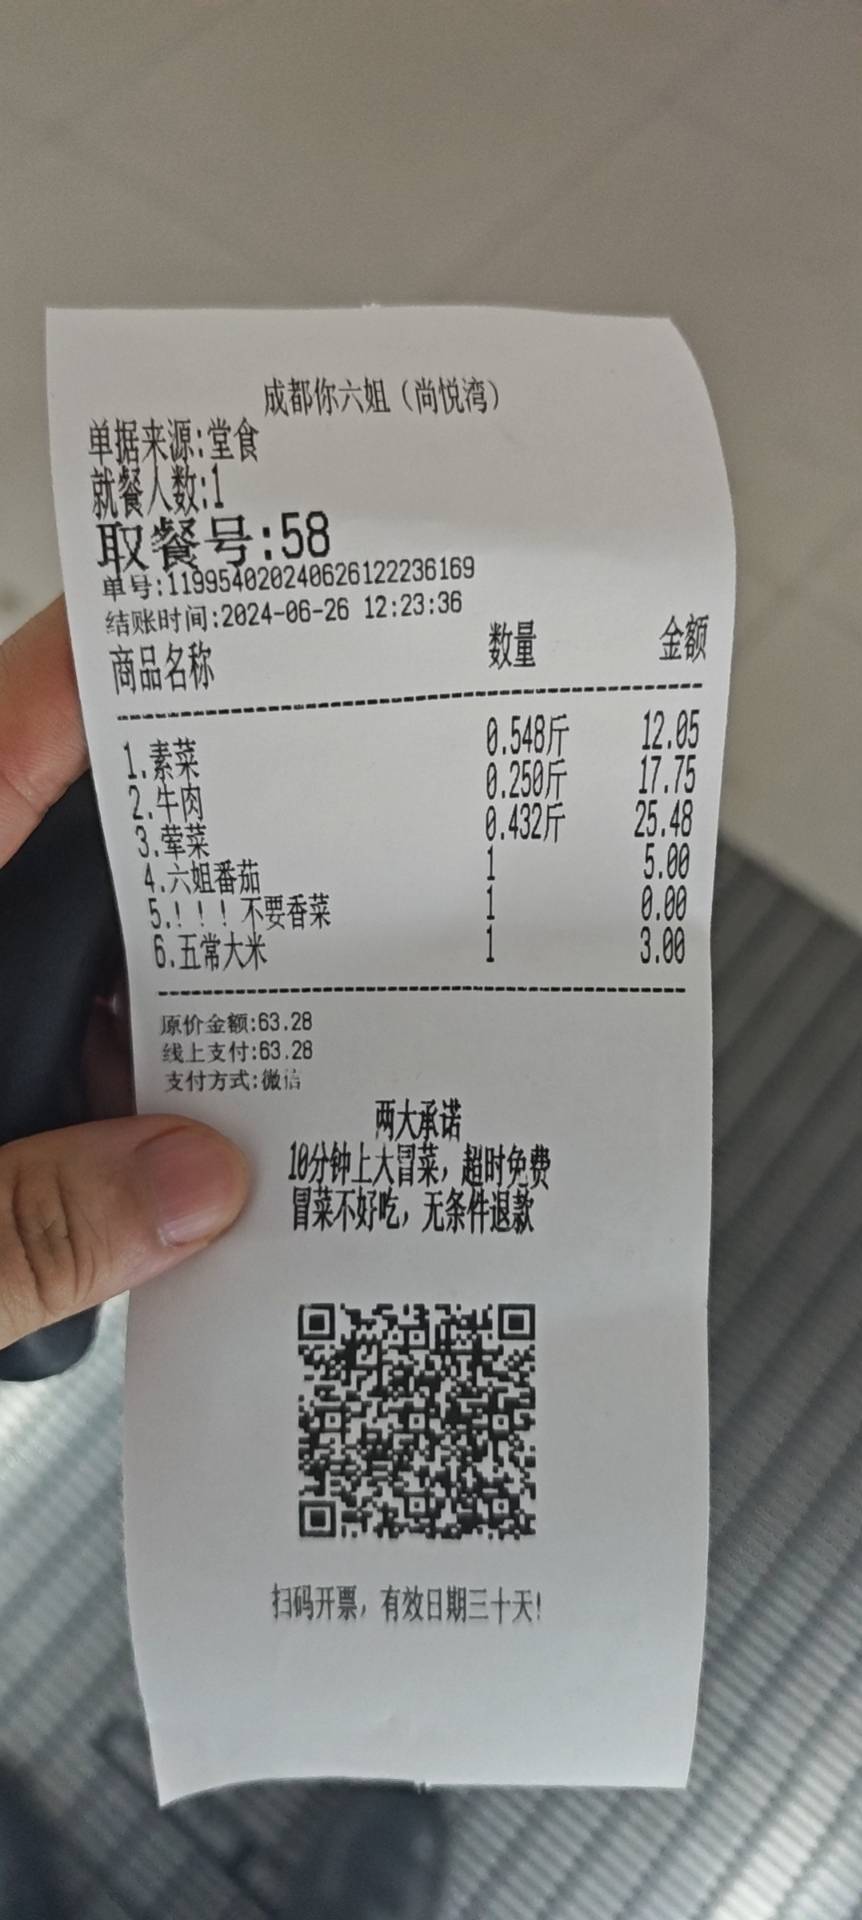 成都你六姐（尚悦湾）
单据来源:堂食
就餐人数:1
取餐号:58
单号:11995402024062612223​6169
结账时间:2024-06-26 12:23:36
商品名称 数量 金额
1.素菜 0.548斤 12.05
2.牛肉 0.250斤 17.75
3.荤菜 0.432斤 25.48
4.六姐番茄 1 5.00
5.！！！不要香菜 1 0.00
6.五常大米 1 3.00
原价金额:63.28
线上支付:63.28
支付方式:微信
两大承诺
10分钟上大冒菜，超时免费
冒菜不好吃，无条件退款
扫码开票，有效日期三十天!